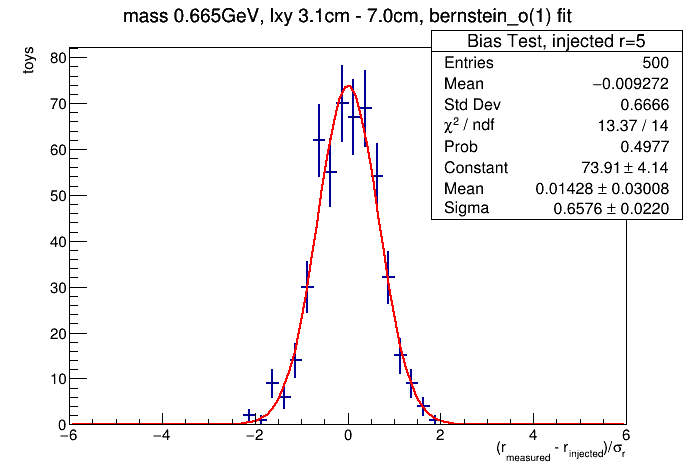 mass 0.665GeV, lxy 3.1cm - 7.0cm, bernstein_o(1) fit
toys
Bias Test, injected r=5
Entries 500
Mean −0.009272
Std Dev 0.6666
χ² / ndf 13.37 / 14
Prob 0.4977
Constant 73.91 ± 4.14
Mean 0.01428 ± 0.03008
Sigma 0.6576 ± 0.0220
80
70
60
50
40
30
20
10
0
−6 −4 −2 0 2 4 6
(r_measured - r_injected)/σ_r